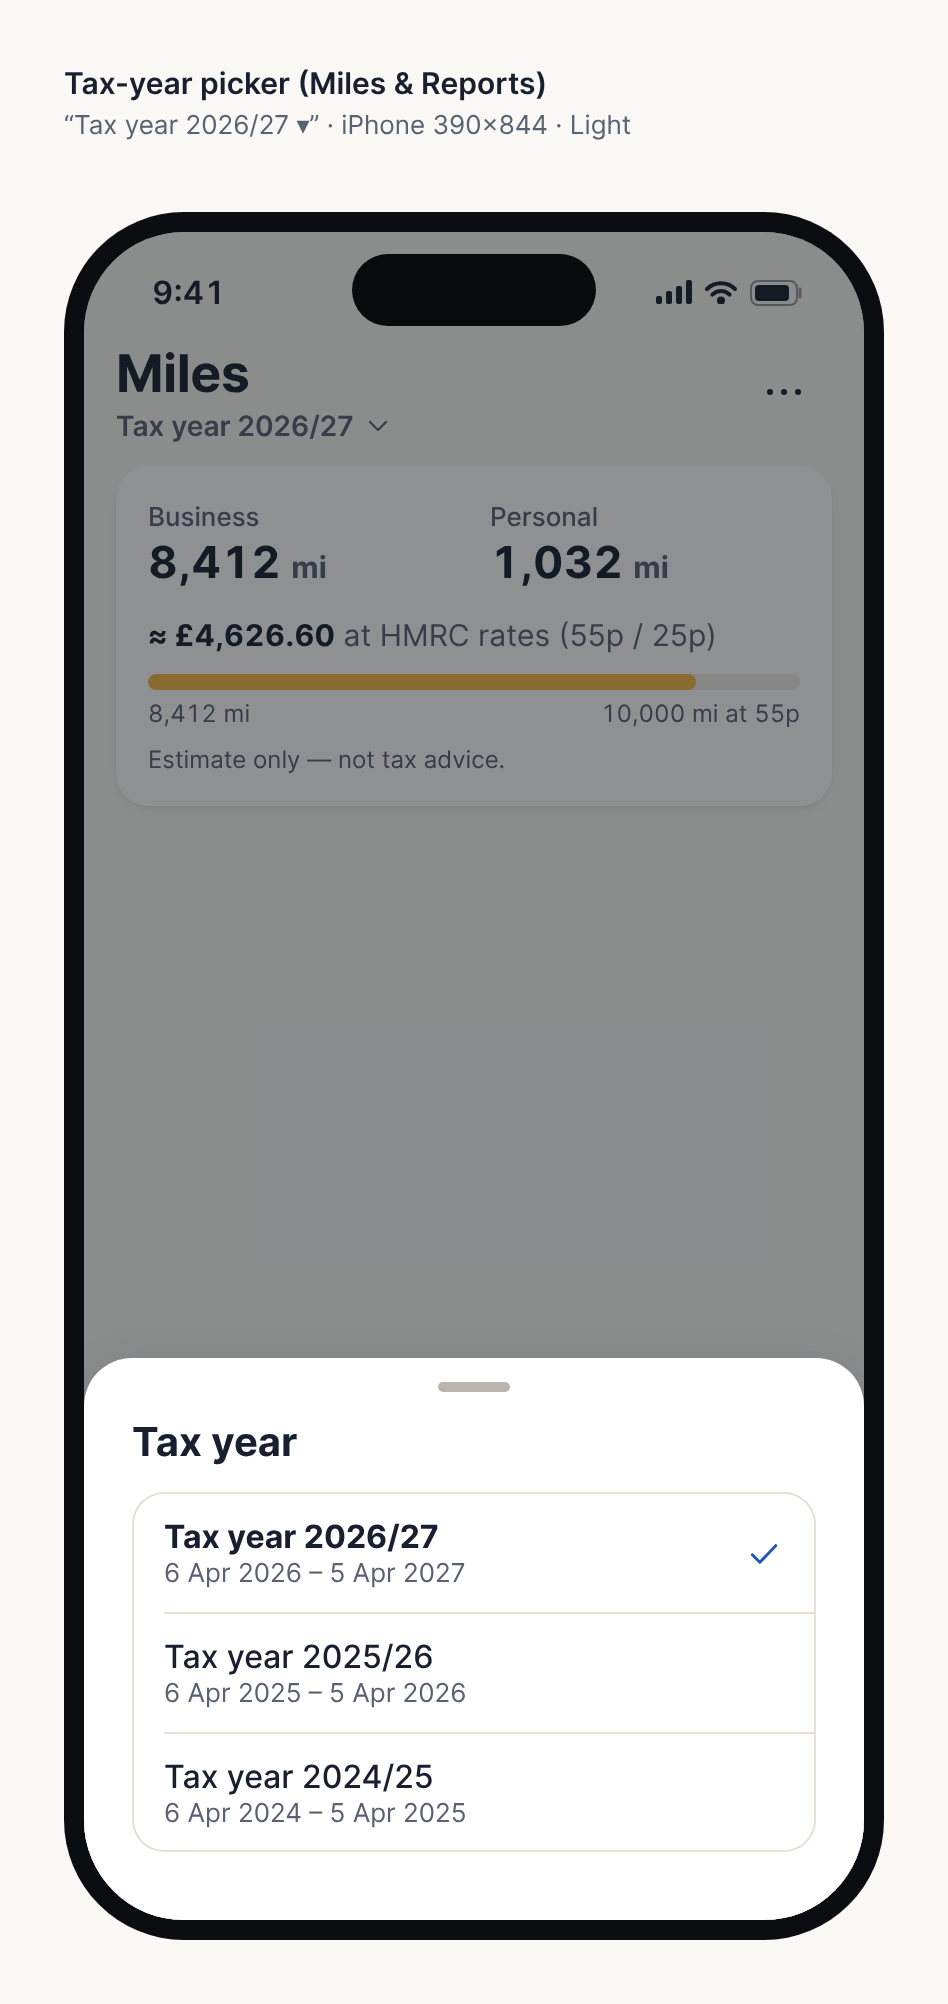 Tax-year picker (Miles & Reports)
“Tax year 2026/27 ▾” · iPhone 390×844 · Light
9:41
Miles
...
Tax year 2026/27
Business Personal
8,412 mi 1,032 mi
≈ £4,626.60 at HMRC rates (55p / 25p)
8,412 mi 10,000 mi at 55p
Estimate only — not tax advice.
Tax year
Tax year 2026/27
6 Apr 2026 – 5 Apr 2027
Tax year 2025/26
6 Apr 2025 – 5 Apr 2026
Tax year 2024/25
6 Apr 2024 – 5 Apr 2025